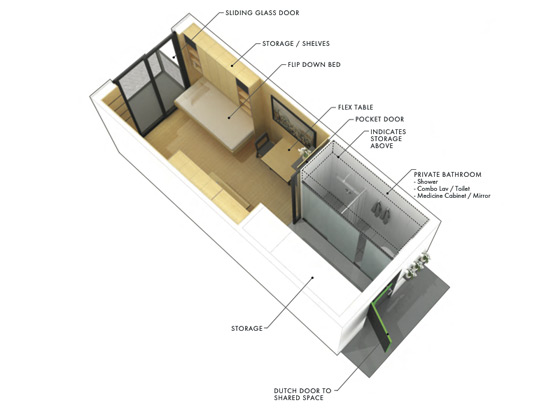 SLIDING GLASS DOOR
STORAGE / SHELVES
FLIP DOWN BED
FLEX TABLE
POCKET DOOR
INDICATES
STORAGE
ABOVE
PRIVATE BATHROOM
- Shower
- Combo Lav / Toilet
- Medicine Cabinet / Mirror
STORAGE
DUTCH DOOR TO
SHARED SPACE